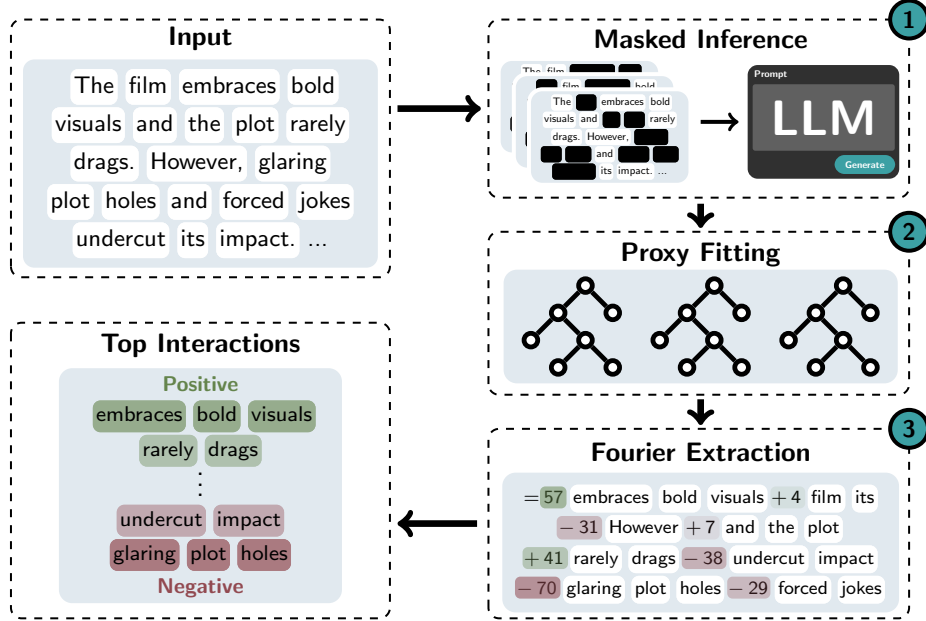 Input
The film embraces bold
visuals and the plot rarely
drags. However, glaring
plot holes and forced jokes
undercut its impact. ...
1
Masked Inference
The film
film bold
The embraces bold
visuals and rarely
drags. However,
and
its impact. ...
Prompt
LLM
Generate
2
Proxy Fitting
3
Fourier Extraction
= 57 embraces bold visuals + 4 film its
− 31 However + 7 and the plot
+ 41 rarely drags − 38 undercut impact
− 70 glaring plot holes − 29 forced jokes
Top Interactions
Positive
embraces bold visuals
rarely drags
⋮
undercut impact
glaring plot holes
Negative